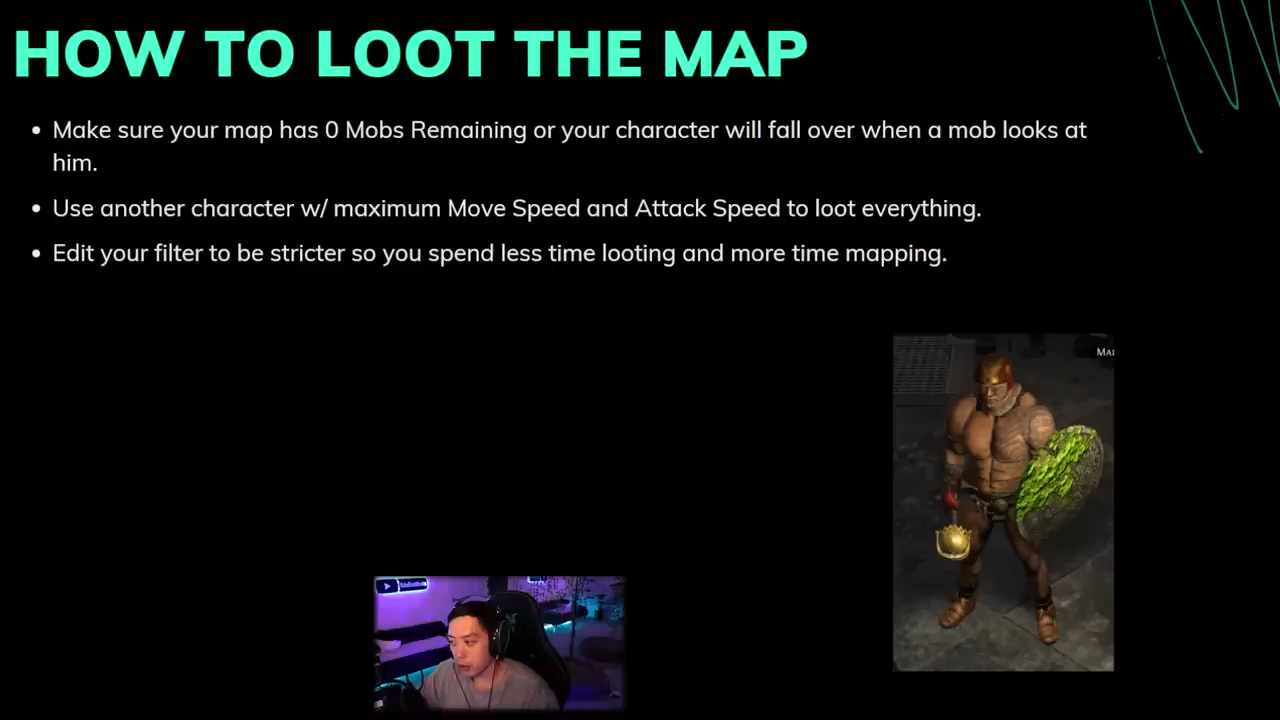 HOW TO LOOT THE MAP
• Make sure your map has 0 Mobs Remaining or your character will fall over when a mob looks at
him.
• Use another character w/ maximum Move Speed and Attack Speed to loot everything.
• Edit your filter to be stricter so you spend less time looting and more time mapping.